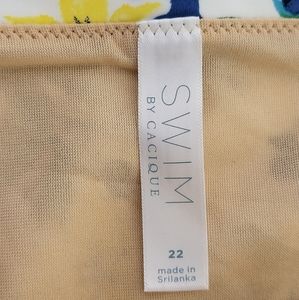 SWIM
BY CACIQUE
22
made in
Srilanka